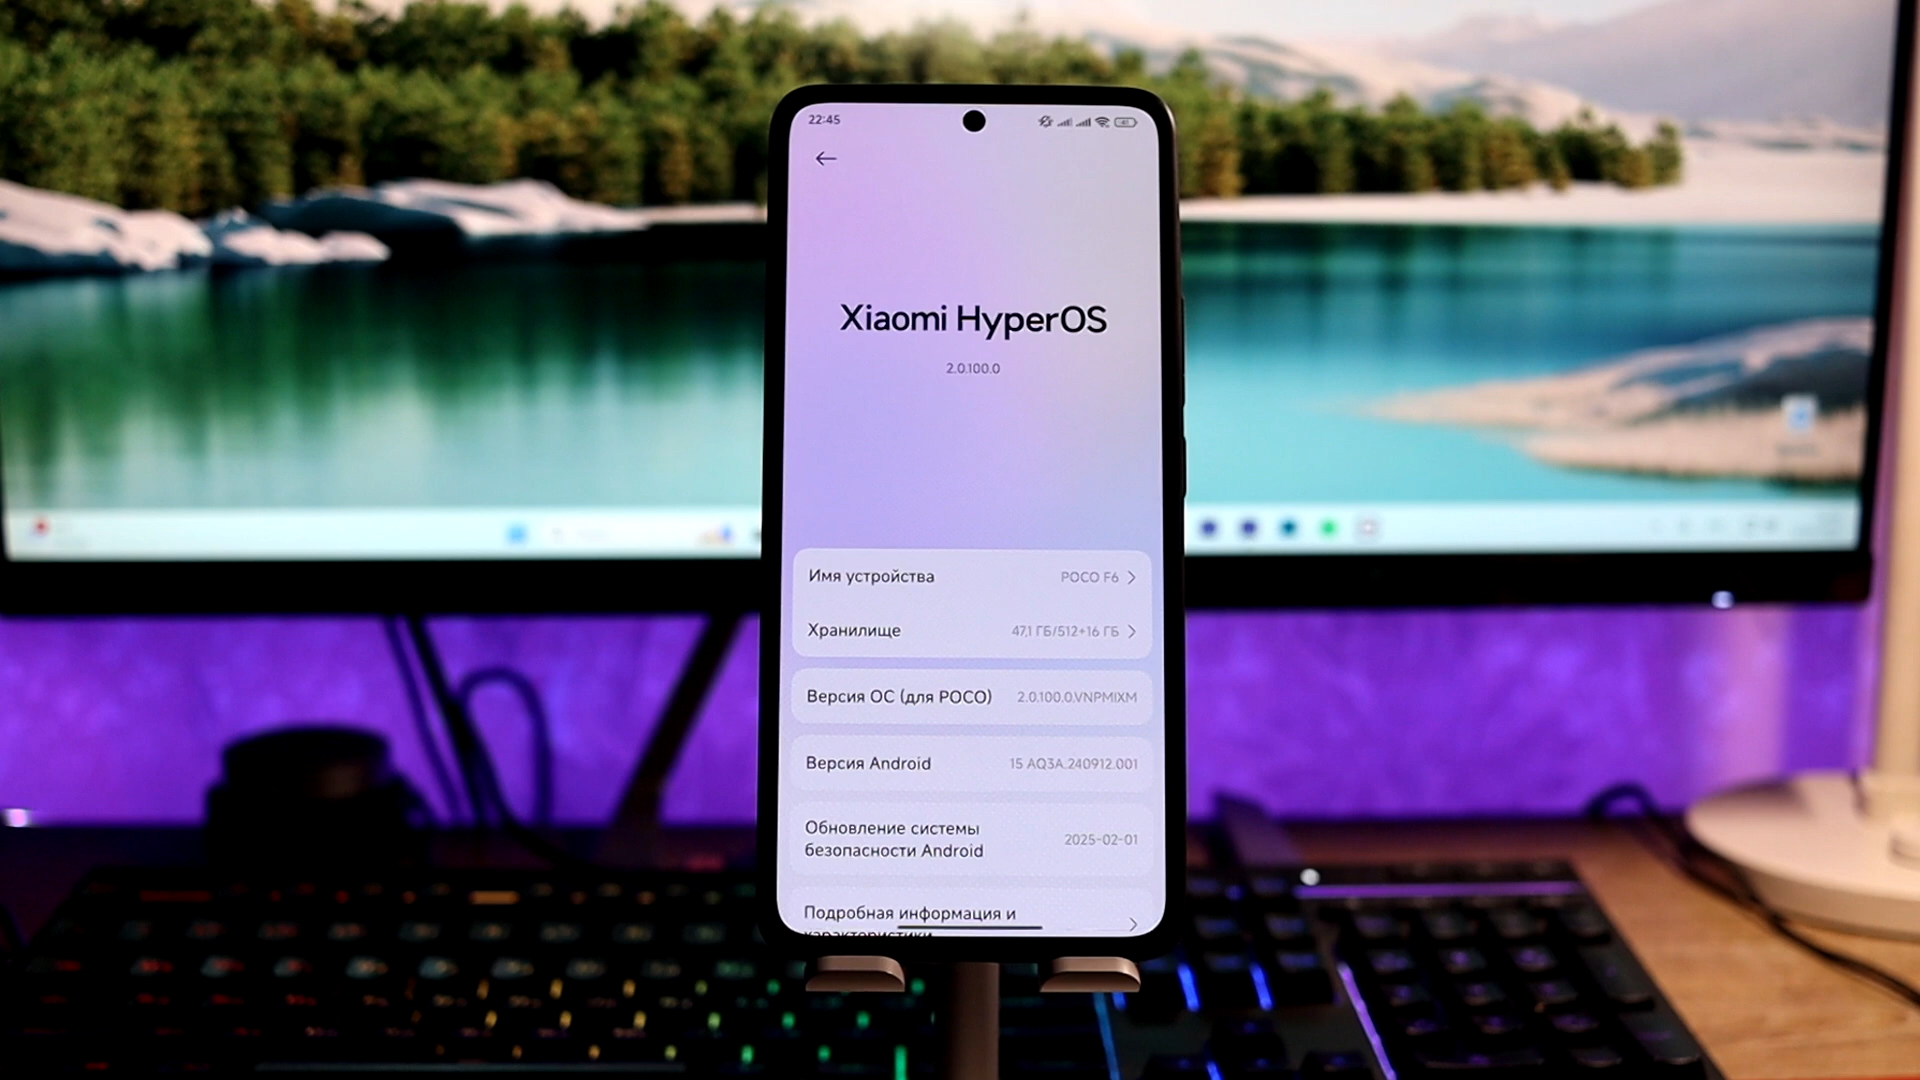 22:45
Xiaomi HyperOS
2.0.100.0
Имя устройства POCO F6
Хранилище 47,1 ГБ/512+16 ГБ
Версия ОС (для POCO) 2.0.100.0.VNPMIXM
Версия Android 15 AQ3A.240912.001
Обновление системы
безопасности Android 2025-02-01
Подробная информация и
характеристики